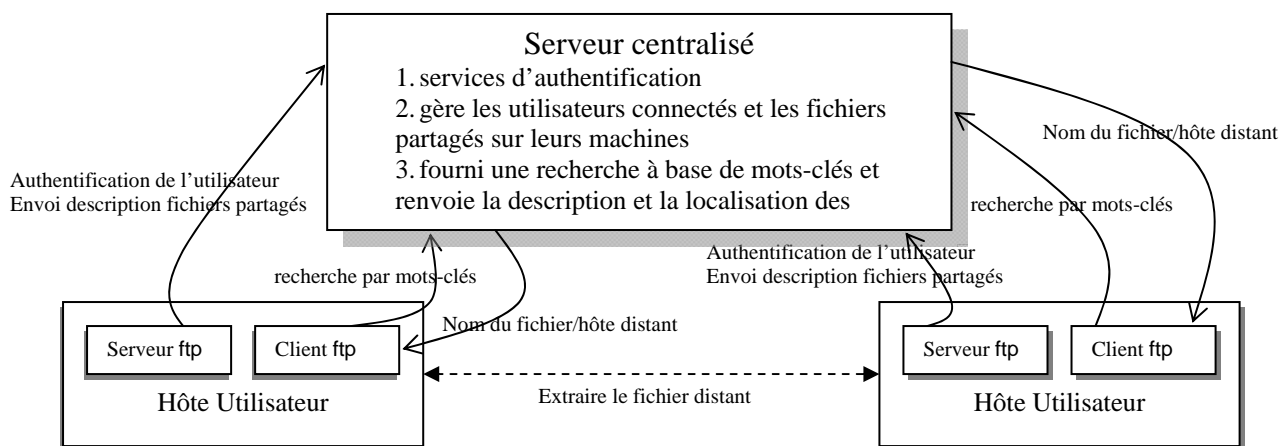 Serveur centralisé
1. services d’authentification
2. gère les utilisateurs connectés et les fichiers
partagés sur leurs machines
3. fourni une recherche à base de mots-clés et
renvoie la description et la localisation des
Nom du fichier/hôte distant
Authentification de l’utilisateur
Envoi description fichiers partagés
recherche par mots-clés
Authentification de l’utilisateur
Envoi description fichiers partagés
recherche par mots-clés
Nom du fichier/hôte distant
Serveur ftp
Client ftp
Hôte Utilisateur
Extraire le fichier distant
Serveur ftp
Client ftp
Hôte Utilisateur